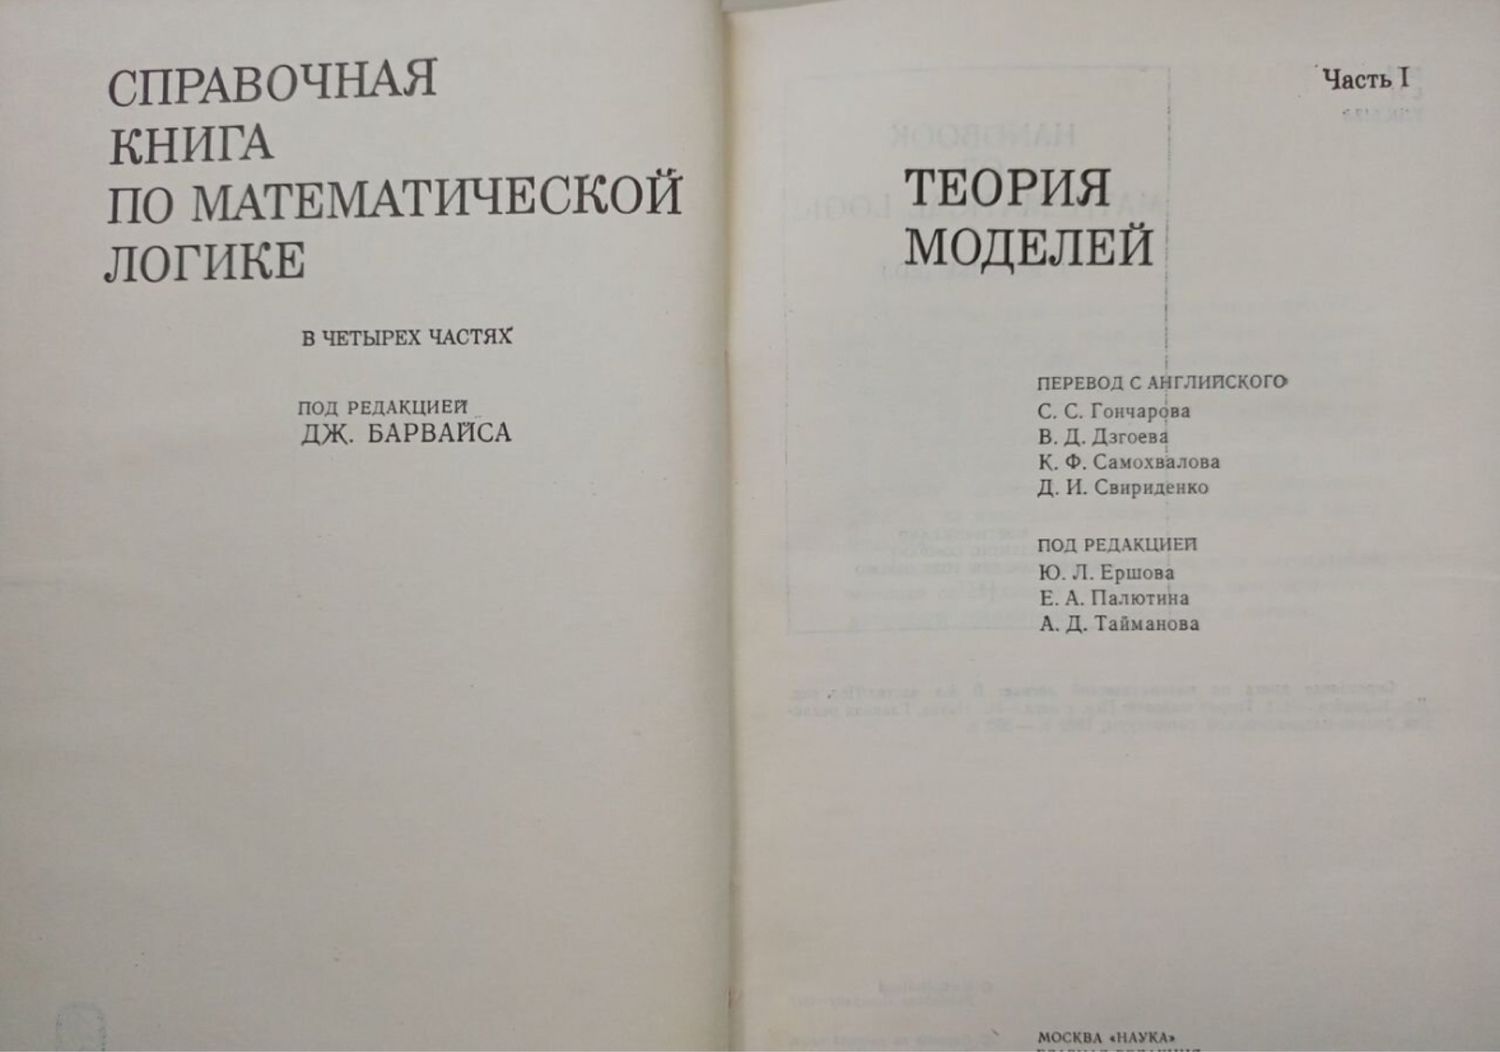 СПРАВОЧНАЯ
КНИГА
ПО МАТЕМАТИЧЕСКОЙ
ЛОГИКЕ
В ЧЕТЫРЕХ ЧАСТЯХ
ПОД РЕДАКЦИЕЙ
ДЖ. БАРВАЙСА
Часть I
ТЕОРИЯ
МОДЕЛЕЙ
ПЕРЕВОД С АНГЛИЙСКОГО
С. С. Гончарова
В. Д. Дзгоева
К. Ф. Самохвалова
Д. И. Свириденко
ПОД РЕДАКЦИЕЙ
Ю. Л. Ершова
Е. А. Палютина
А. Д. Тайманова
МОСКВА «НАУКА»